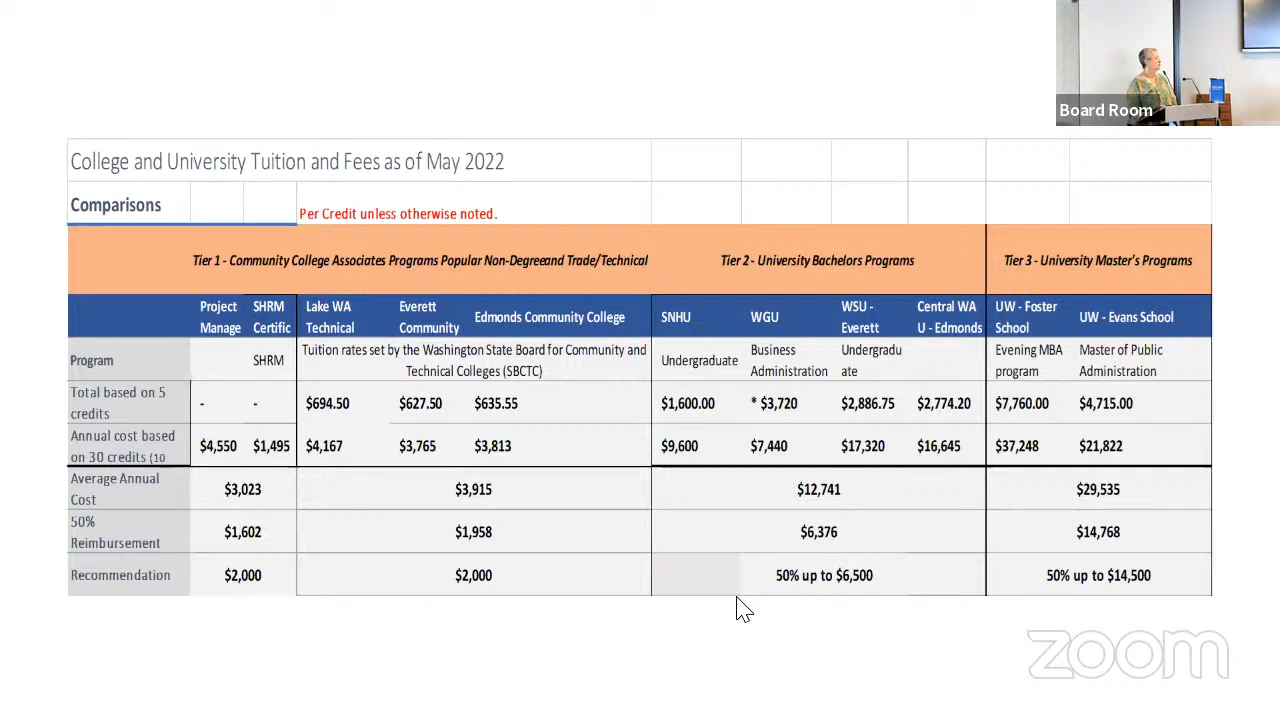 Board Room
College and University Tuition and Fees as of May 2022
Comparisons
Per Credit unless otherwise noted.
Tier 1 - Community College Associates Programs Popular Non-Degreeand Trade/Technical
Tier 2 - University Bachelors Programs
Tier 3 - University Master's Programs
Project Manage
SHRM Certific
Lake WA Technical
Everett Community
Edmonds Community College
SNHU
WGU
WSU - Everett
Central WA U - Edmonds
UW - Foster School
UW - Evans School
Program
SHRM
Tuition rates set by the Washington State Board for Community and
Technical Colleges (SBCTC)
Undergraduate
Business Administration
Undergradu
ate
Evening MBA program
Master of Public Administration
Total based on 5 credits
-
-
$694.50
$627.50
$635.55
$1,600.00
* $3,720
$2,886.75
$2,774.20
$7,760.00
$4,715.00
Annual cost based on 30 credits (10
$4,550
$1,495
$4,167
$3,765
$3,813
$9,600
$7,440
$17,320
$16,645
$37,248
$21,822
Average Annual Cost
$3,023
$3,915
$12,741
$29,535
50% Reimbursement
$1,602
$1,958
$6,376
$14,768
Recommendation
$2,000
$2,000
50% up to $6,500
50% up to $14,500
zoom